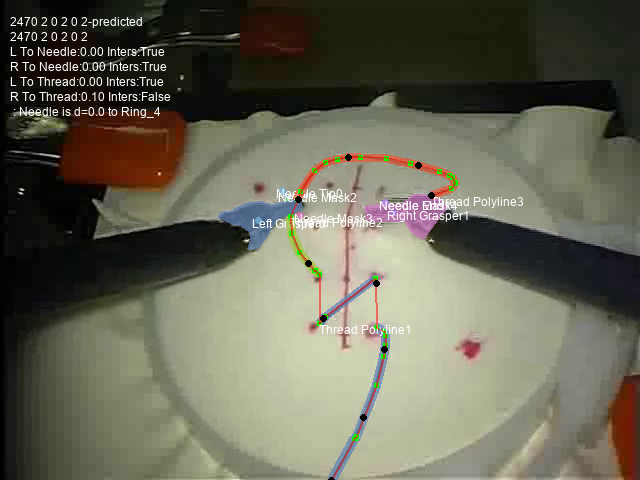 2470 2 0 2 0 2-predicted
2470 2 0 2 0 2
L To Needle:0.00 Inters:True
R To Needle:0.00 Inters:True
L To Thread:0.00 Inters:True
R To Thread:0.10 Inters:False
: Needle is d=0.0 to Ring_4
Needle Tip0
Needle Mask2
Thread Polyline3
Right Grasper1
Needle Mask3
Polyline2
Left
Thread Polyline1